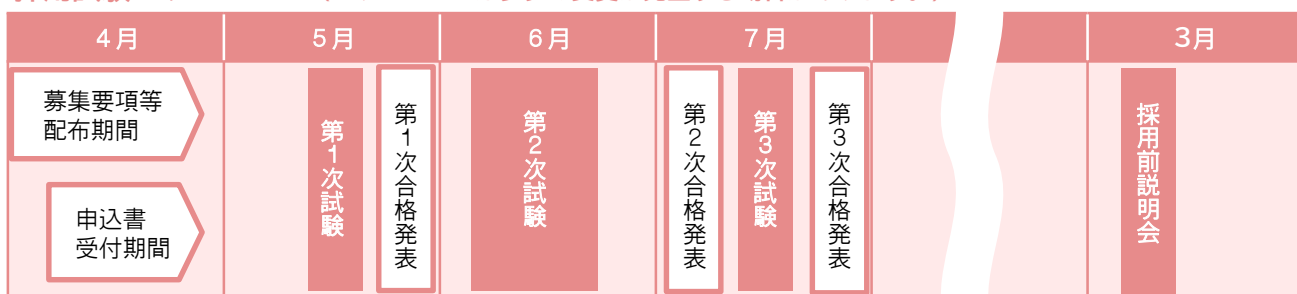 4月
5月
6月
7月
3月
募集要項等
配布期間
申込書
受付期間
第1次試験
第1次合格発表
第2次試験
第2次合格発表
第3次試験
第3次合格発表
採用前説明会